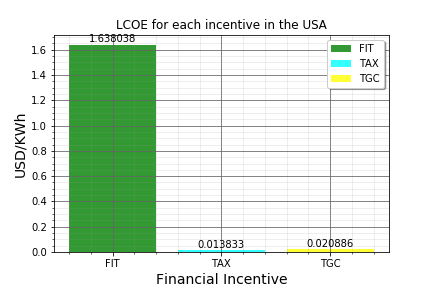 LCOE for each incentive in the USA
1.638038
FIT
TAX
TGC
1.6
1.4
1.2
1.0
0.8
0.6
0.4
0.2
0.0
USD/KWh
0.013833
0.020886
FIT TAX TGC
Financial Incentive